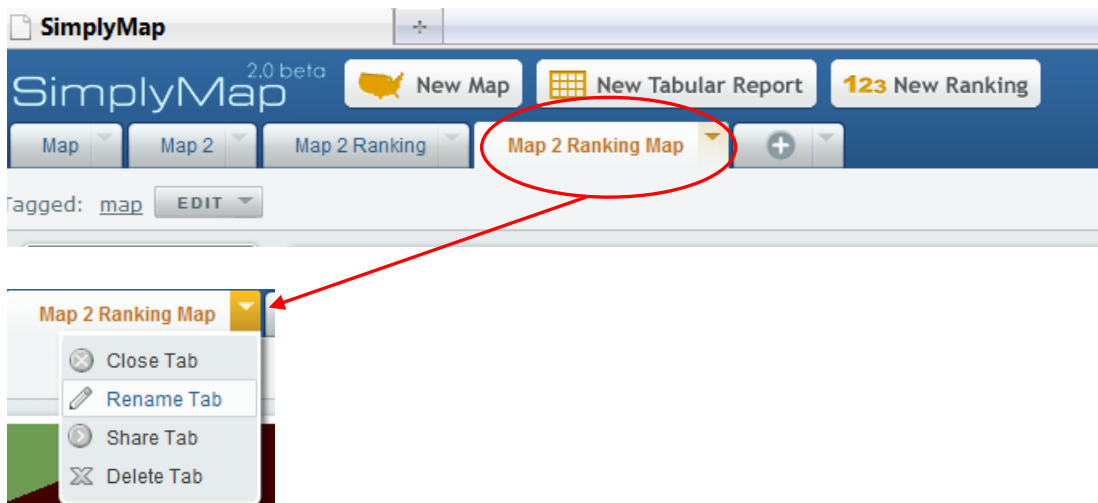 SimplyMap
SimplyMap 2.0 beta New Map New Tabular Report 123 New Ranking
Map Map 2 Map 2 Ranking Map 2 Ranking Map
Tagged: map EDIT
Map 2 Ranking Map
Close Tab
Rename Tab
Share Tab
Delete Tab